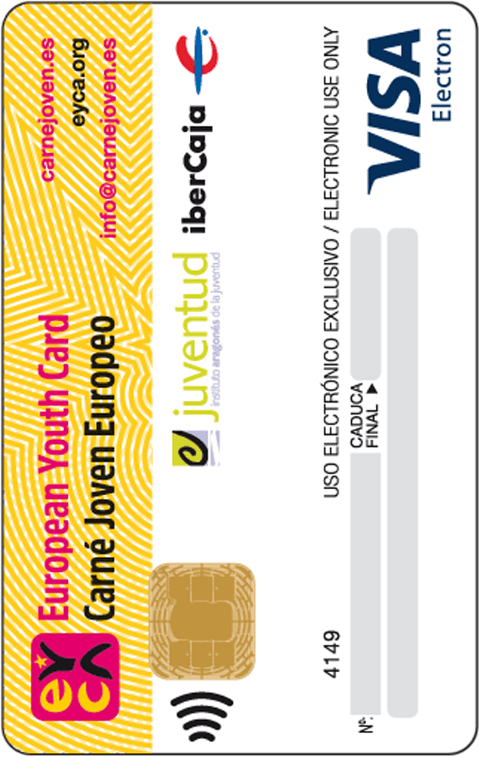 European Youth Card
Carné Joven Europeo
carnejoven.es
eyca.org
info@carnejoven.es
eyca
juventud
instituto aragonés de la juventud
iberCaja
4149
USO ELECTRÓNICO EXCLUSIVO / ELECTRONIC USE ONLY
Nº.
CADUCA
FINAL ▶
VISA
Electron